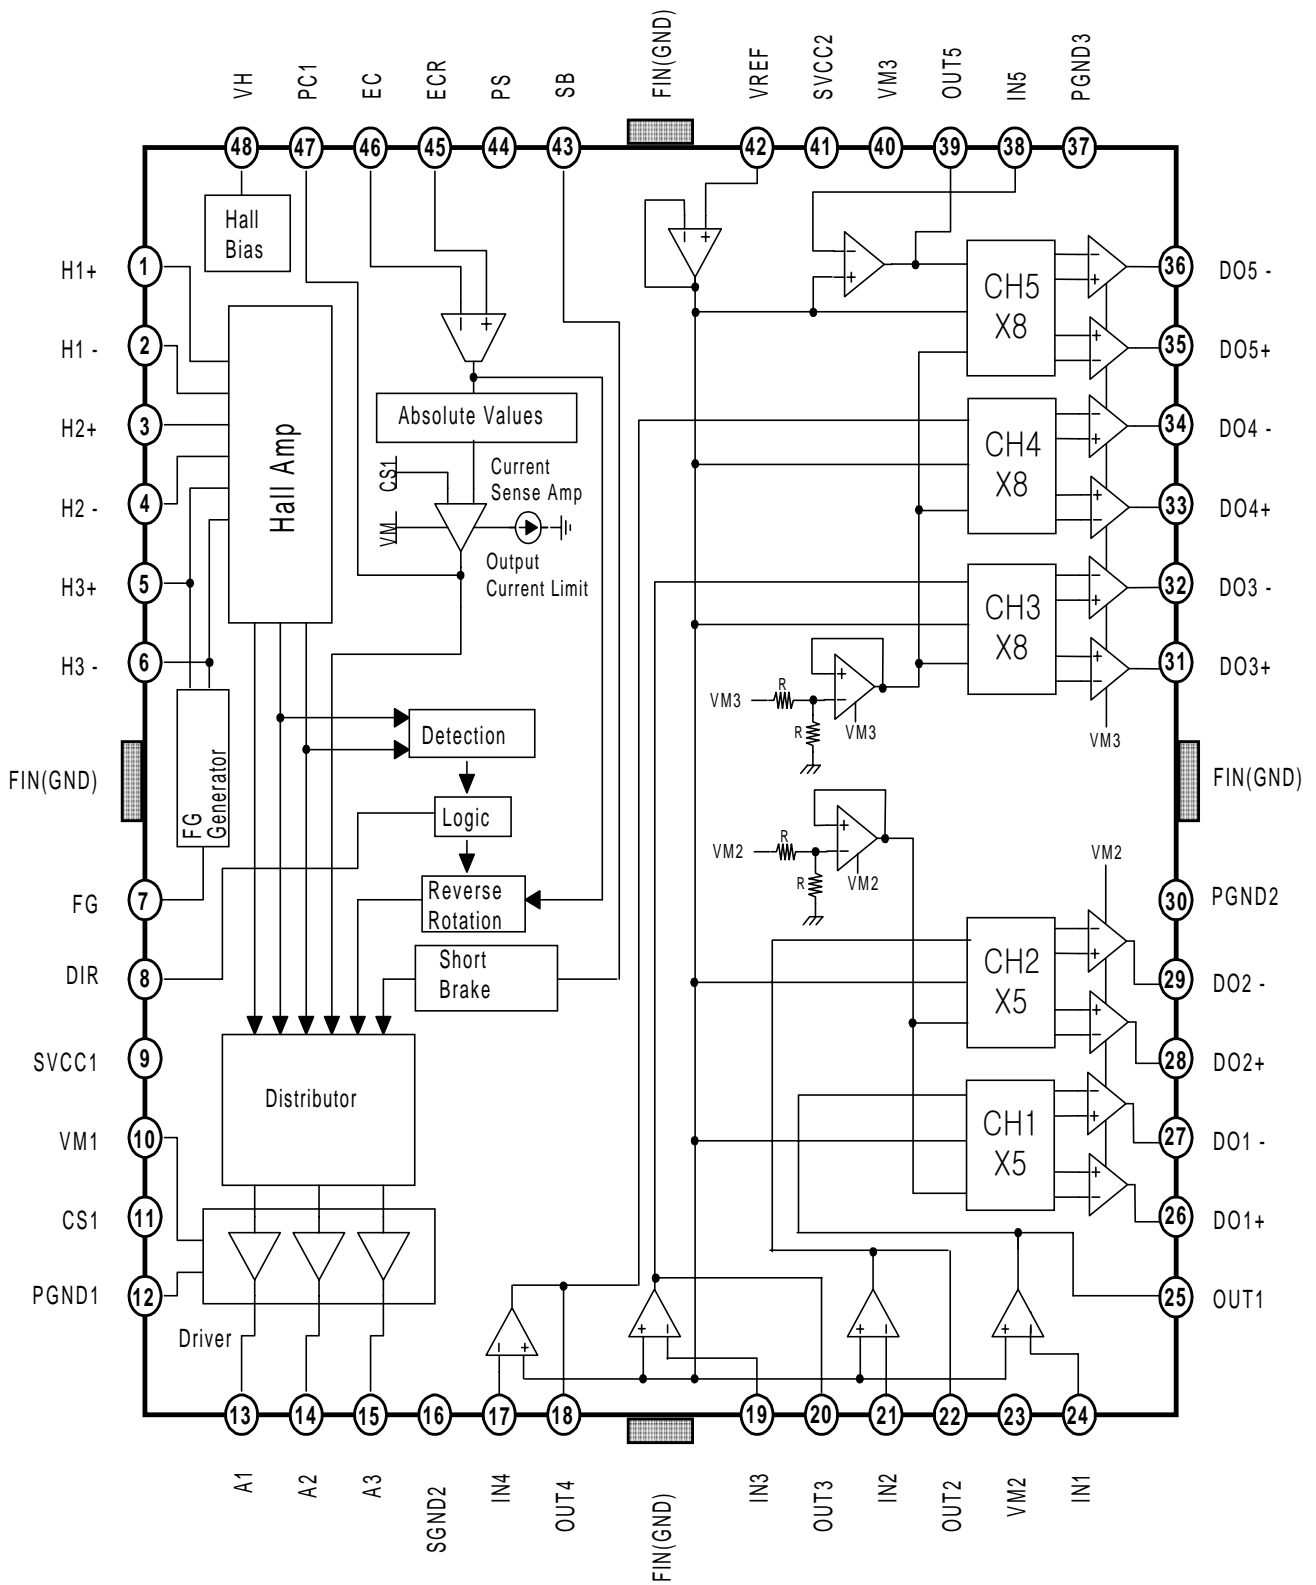 VH
PC1
EC
ECR
PS
SB
FIN(GND)
VREF
SVCC2
VM3
OUT5
IN5
PGND3
48
47
46
45
44
43
42
41
40
39
38
37
Hall
Bias
H1+
1
H1 -
2
H2+
3
H2 -
4
H3+
5
H3 -
6
FIN(GND)
FG
7
DIR
8
SVCC1
9
VM1
10
CS1
11
PGND1
12
Hall Amp
- +
Absolute Values
CS1
VM
Current
Sense Amp
Output
Current Limit
FG
Generator
Detection
Logic
Reverse
Rotation
Short
Brake
Distributor
Driver
- +
-
+
CH5
X8
-
+
+
-
CH4
X8
-
+
+
-
CH3
X8
-
+
+
-
VM3
VM3
R
R
+
-
VM3
VM2
R
R
+
-
VM2
VM2
CH2
X5
-
+
+
-
CH1
X5
-
+
+
-
- +
+ -
+ -
+ -
36
DO5 -
35
DO5+
34
DO4 -
33
DO4+
32
DO3 -
31
DO3+
FIN(GND)
30
PGND2
29
DO2 -
28
DO2+
27
DO1 -
26
DO1+
25
OUT1
13
14
15
16
17
18
19
20
21
22
23
24
A1
A2
A3
SGND2
IN4
OUT4
FIN(GND)
IN3
OUT3
IN2
OUT2
VM2
IN1